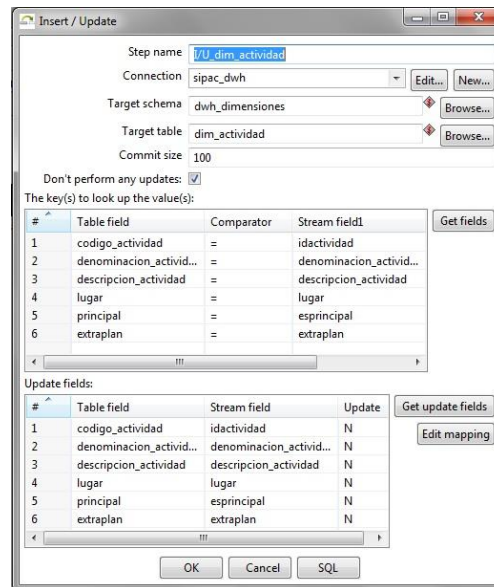 Insert / Update
Step name I/U_dim_actividad
Connection sipac_dwh Edit... New...
Target schema dwh_dimensiones Browse...
Target table dim_actividad Browse...
Commit size 100
Don't perform any updates:
The key(s) to look up the value(s):
# Table field Comparator Stream field1 Get fields
1 codigo_actividad = idactividad
2 denominacion_activid... = denominacion_activid...
3 descripcion_actividad = descripcion_actividad
4 lugar = lugar
5 principal = esprincipal
6 extraplan = extraplan
Update fields:
# Table field Stream field Update Get update fields
1 codigo_actividad idactividad N Edit mapping
2 denominacion_activid... denominacion_activid... N
3 descripcion_actividad descripcion_actividad N
4 lugar lugar N
5 principal esprincipal N
6 extraplan extraplan N
OK Cancel SQL